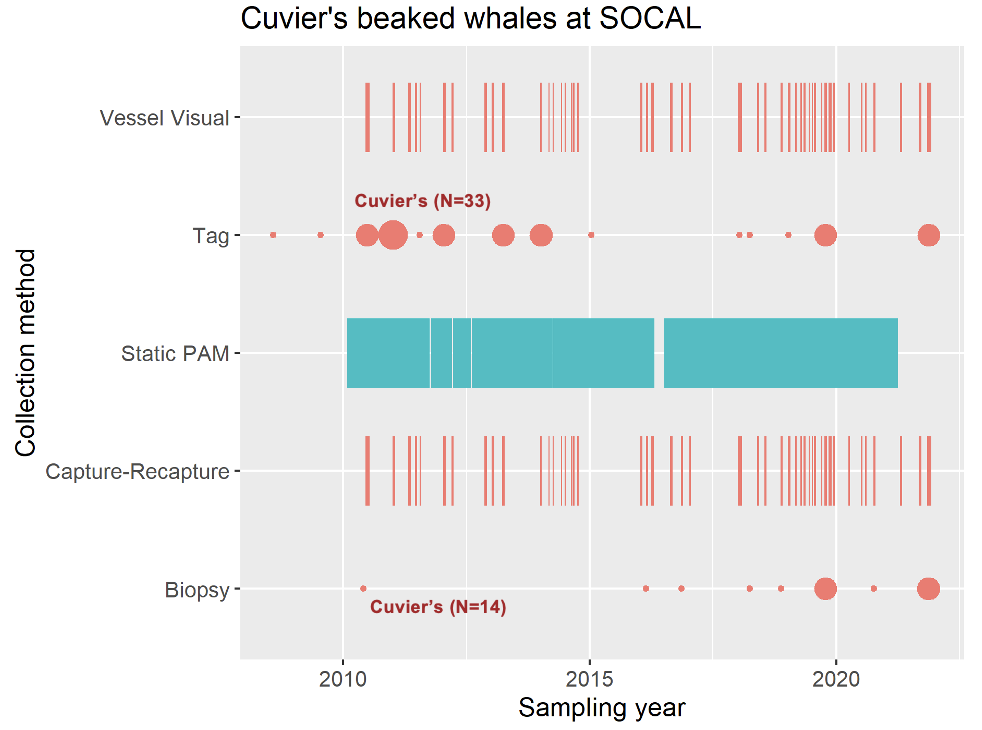 Cuvier's beaked whales at SOCAL
Collection method
Vessel Visual
Cuvier’s (N=33)
Tag
Static PAM
Capture-Recapture
Biopsy
Cuvier’s (N=14)
2010 2015 2020
Sampling year